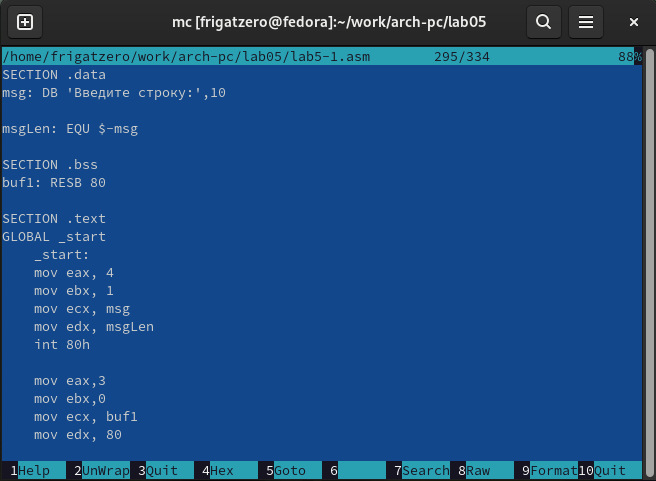 mc [frigatzero@fedora]:~/work/arch-pc/lab05
/home/frigatzero/work/arch-pc/lab05/lab5-1.asm 295/334 88%
SECTION .data
msg: DB 'Введите строку:',10
msgLen: EQU $-msg
SECTION .bss
buf1: RESB 80
SECTION .text
GLOBAL _start
_start:
mov eax, 4
mov ebx, 1
mov ecx, msg
mov edx, msgLen
int 80h
mov eax,3
mov ebx,0
mov ecx, buf1
mov edx, 80
1Help 2UnWrap 3Quit 4Hex 5Goto 6 7Search 8Raw 9Format 10Quit